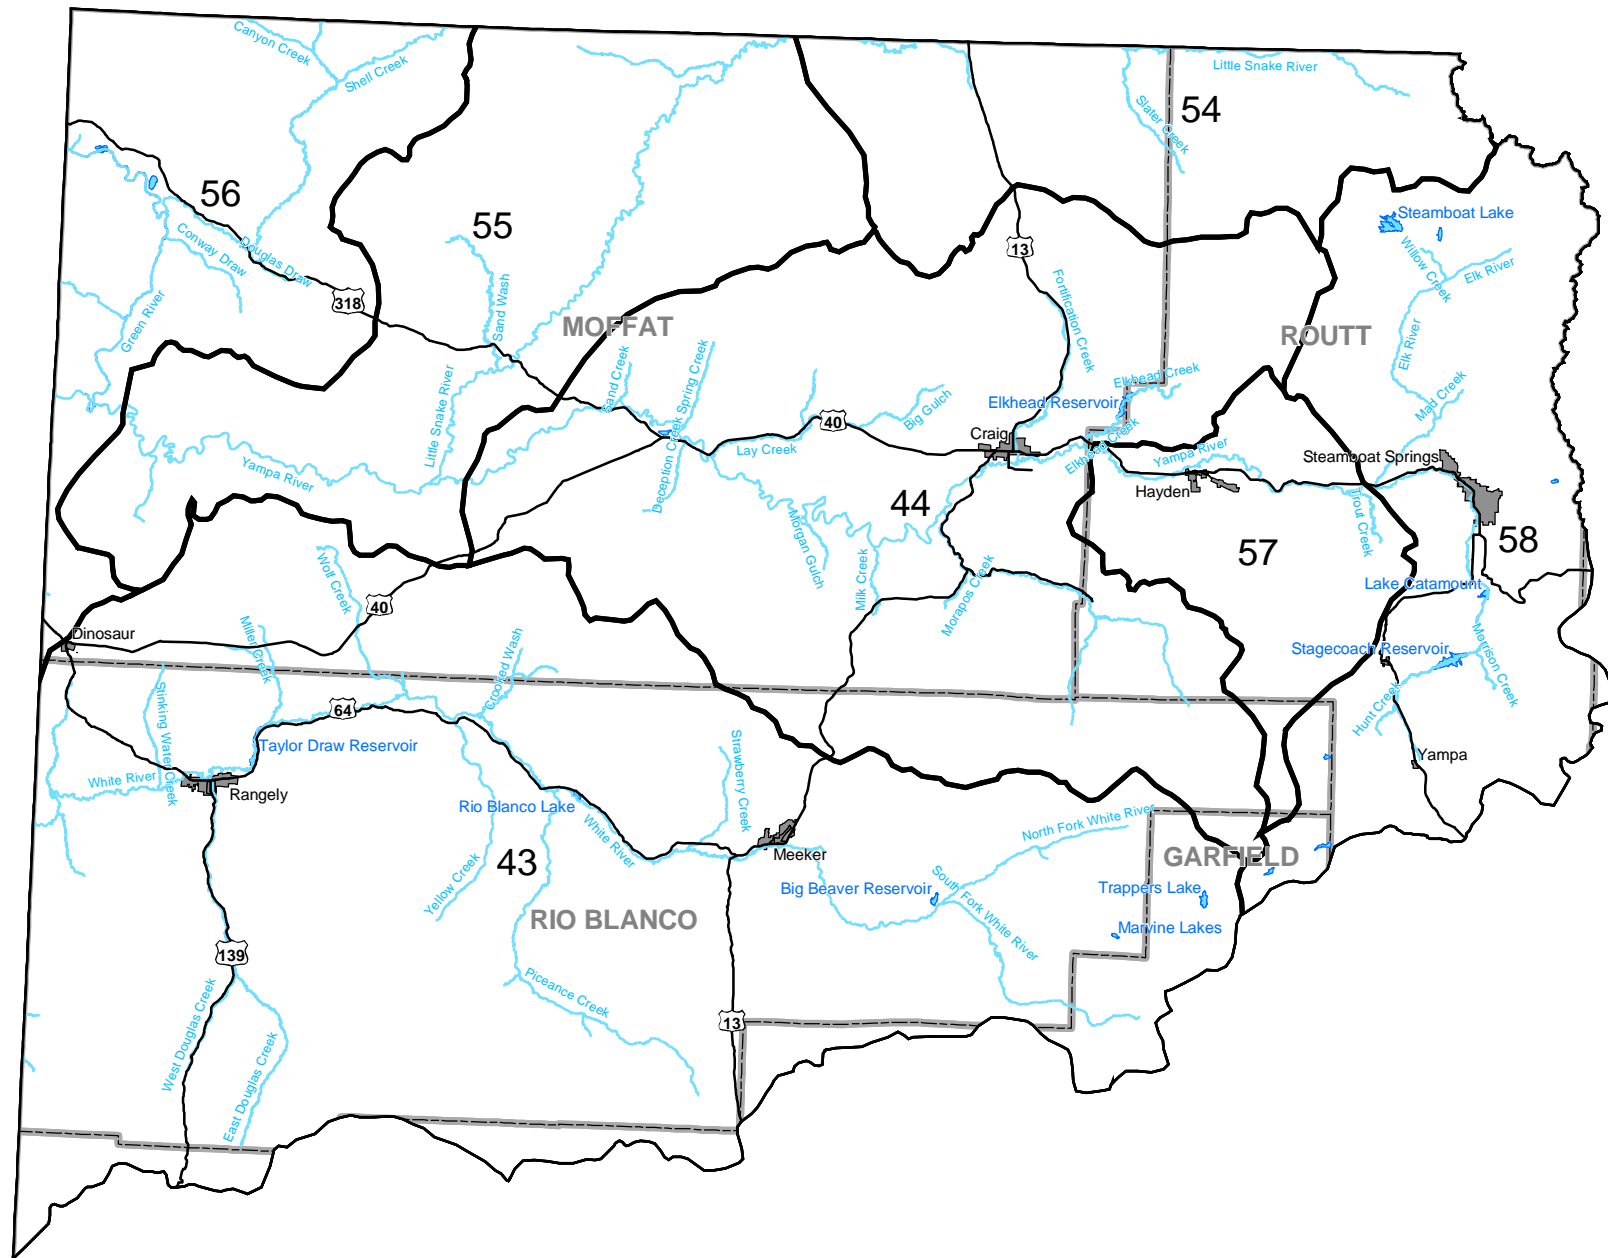 Canyon Creek
Shell Creek
Little Snake River
54
Slater Creek
56
55
Steamboat Lake
Conway Draw
Douglas Draw
13
Willow Creek
Elk River
318
Green River
Sand Wash
MOFFAT
Fortification Creek
ROUTT
Elk River
Sand Creek
Deception Creek Spring Creek
Elkhead Creek
Little Snake River
Elkhead Reservoir
Mad Creek
Big Gulch
40
Craig
Lay Creek
Elkhead Creek
Yampa River
Steamboat Springs
Yampa River
Hayden
44
Trout Creek
Morgan Gulch
57
58
Wolf Creek
Milk Creek
Morapos Creek
Lake Catamount
40
Dinosaur
Miller Creek
Crooked Wash
Stagecoach Reservoir
Morrison Creek
Stinking Water Creek
64
Hunt Creek
Taylor Draw Reservoir
Strawberry Creek
Yampa
White River
Rangely
Rio Blanco Lake
White River
North Fork White River
Meeker
43
GARFIELD
Yellow Creek
Big Beaver Reservoir
South Fork White River
Trappers Lake
RIO BLANCO
Marvine Lakes
139
Piceance Creek
West Douglas Creek
13
East Douglas Creek